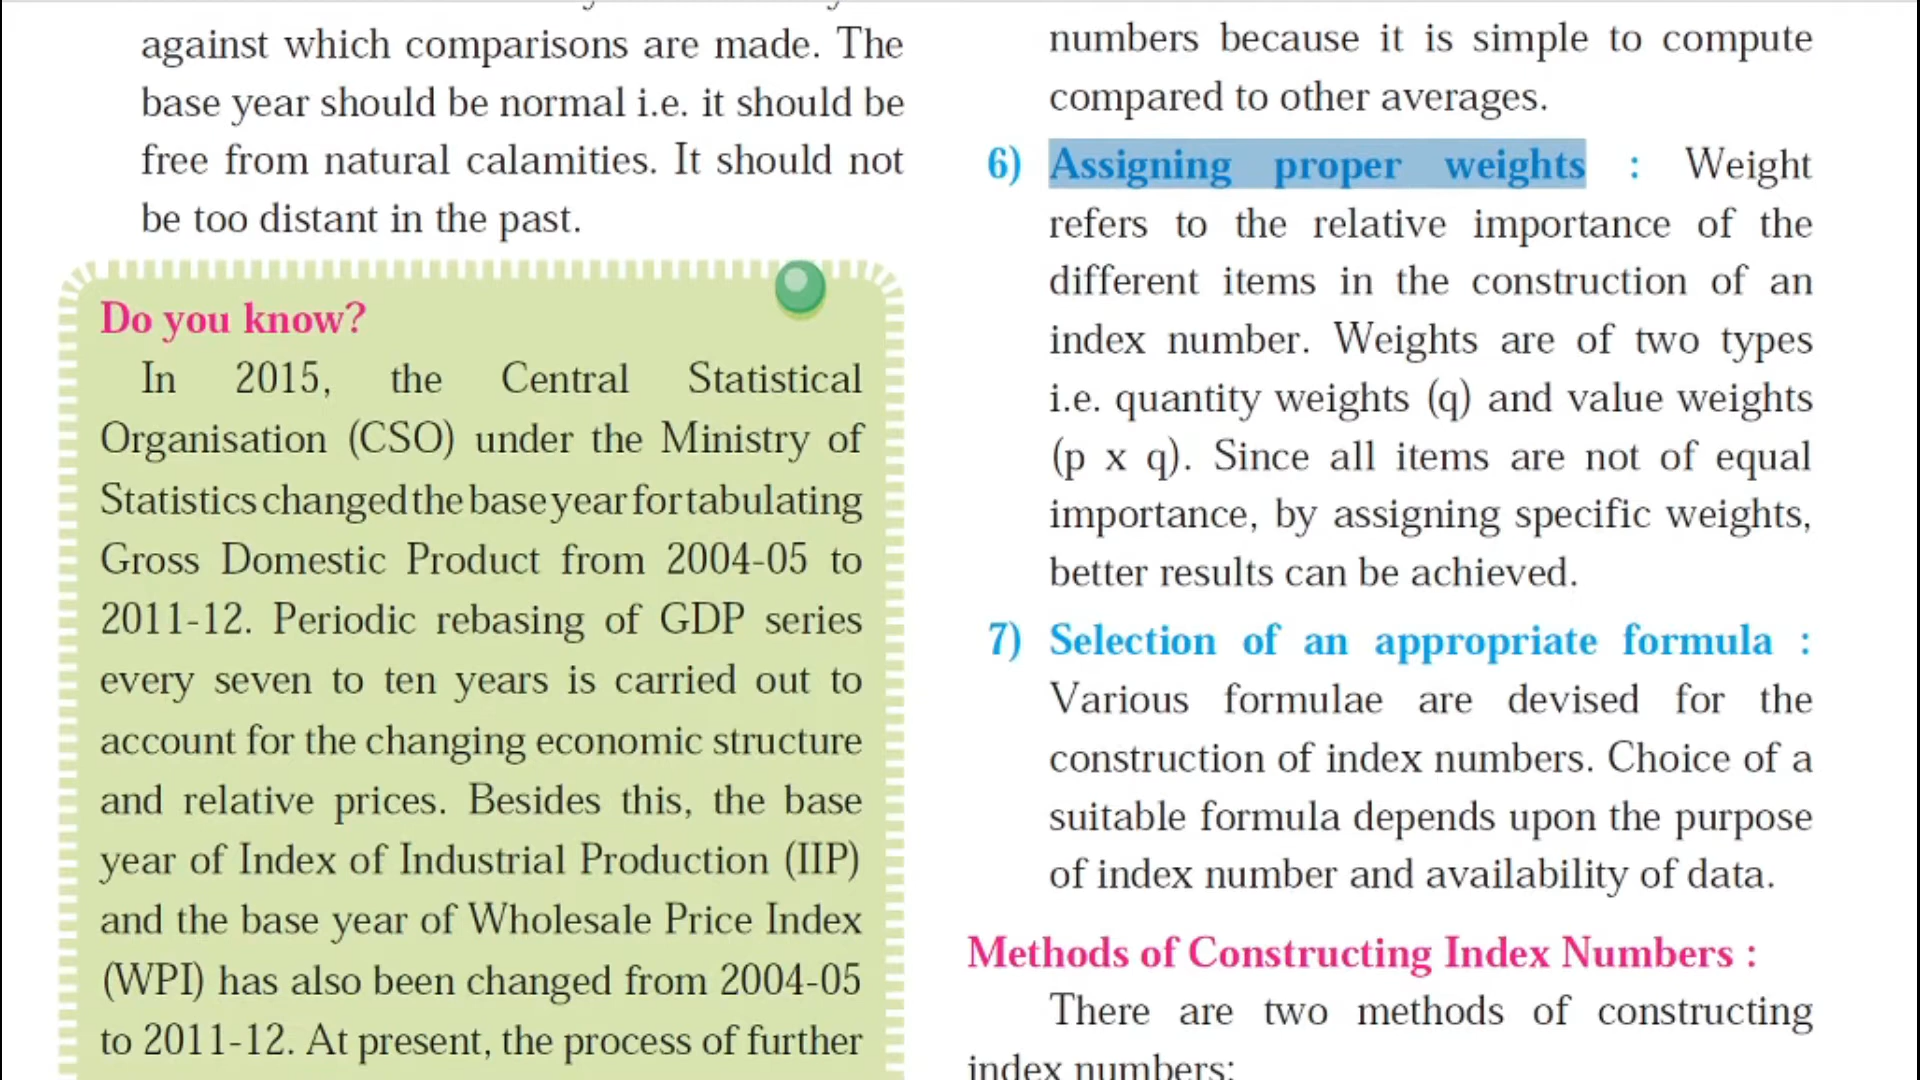 against which comparisons are made. The
base year should be normal i.e. it should be
free from natural calamities. It should not
be too distant in the past.
Do you know?
In 2015, the Central Statistical
Organisation (CSO) under the Ministry of
Statistics changed the base year for tabulating
Gross Domestic Product from 2004-05 to
2011-12. Periodic rebasing of GDP series
every seven to ten years is carried out to
account for the changing economic structure
and relative prices. Besides this, the base
year of Index of Industrial Production (IIP)
and the base year of Wholesale Price Index
(WPI) has also been changed from 2004-05
to 2011-12. At present, the process of further
numbers because it is simple to compute
compared to other averages.
6) Assigning proper weights : Weight
refers to the relative importance of the
different items in the construction of an
index number. Weights are of two types
i.e. quantity weights (q) and value weights
(p x q). Since all items are not of equal
importance, by assigning specific weights,
better results can be achieved.
7) Selection of an appropriate formula :
Various formulae are devised for the
construction of index numbers. Choice of a
suitable formula depends upon the purpose
of index number and availability of data.
Methods of Constructing Index Numbers :
There are two methods of constructing
index numbers: